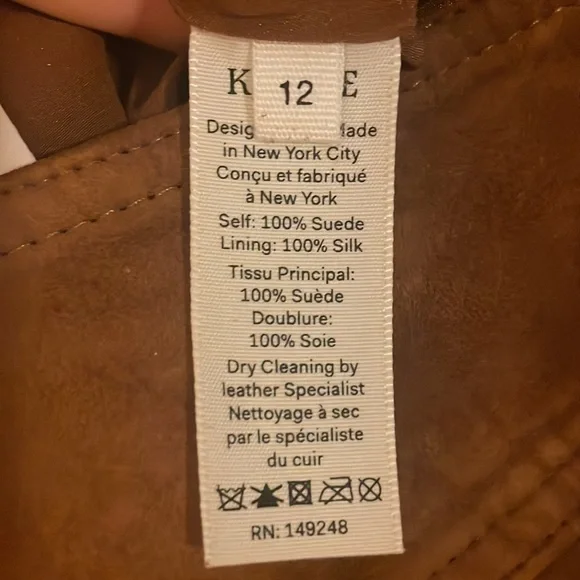 K E
12
Desig Made
in New York City
Conçu et fabriqué
à New York
Self: 100% Suede
Lining: 100% Silk
Tissu Principal:
100% Suède
Doublure:
100% Soie
Dry Cleaning by
leather Specialist
Nettoyage à sec
par le spécialiste
du cuir
RN: 149248